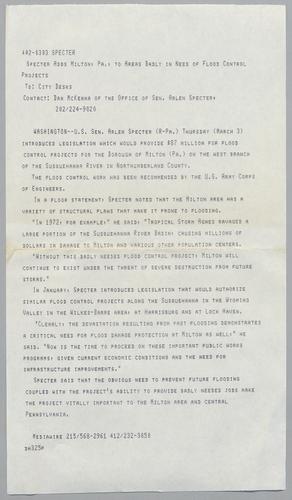 402-6303 SPECTER
Specter Adds Milton: Pa.: to Areas Badly in Need of Flood Control
Projects
To: City Desks
Contact: Dan McKenna of the Office of Sen. Arlen Specter,
202/224-9020
Washington--U.S. Sen. Arlen Specter (R-Pa.) Thursday (March 3)
introduced legislation which would provide $87 million for flood
control projects for the Borough of Milton (Pa.) on the west branch
of the Susquehanna River in Northumberland County.
The flood control work has been recommended by the U.S. Army Corps
of Engineers.
In a floor statement: Specter noted that the Milton area has a
variety of structural plans that make it prone to flooding.
"In 1972: for example:" he said: "Tropical Storm Agnes ravaged a
large portion of the Susquehanna River Basin: causing millions of
dollars in damage to Milton and various other population centers.
"Without this badly needed flood control project: Milton will
continue to exist under the threat of severe destruction from future
storms."
In January: Specter introduced legislation that would authorize
similar flood control projects along the Susquehanna in the Wyoming
Valley in the Wilkes-Barre area: at Harrisburg and at Lock Haven.
"Clearly: the devastation resulting from past flooding demonstrates
a critical need for flood damage protection at Milton as well:" he
said. "Now is the time to proceed on these important public works
programs: given current economic conditions and the need for
infrastructure improvements."
Specter said that the obvious need to prevent future flooding
coupled with the project's ability to provide badly needed jobs make
the project vitally important to the Milton area and central
Pennsylvania.
Mediawire 215/568-2961 412/232-3858
dm325p